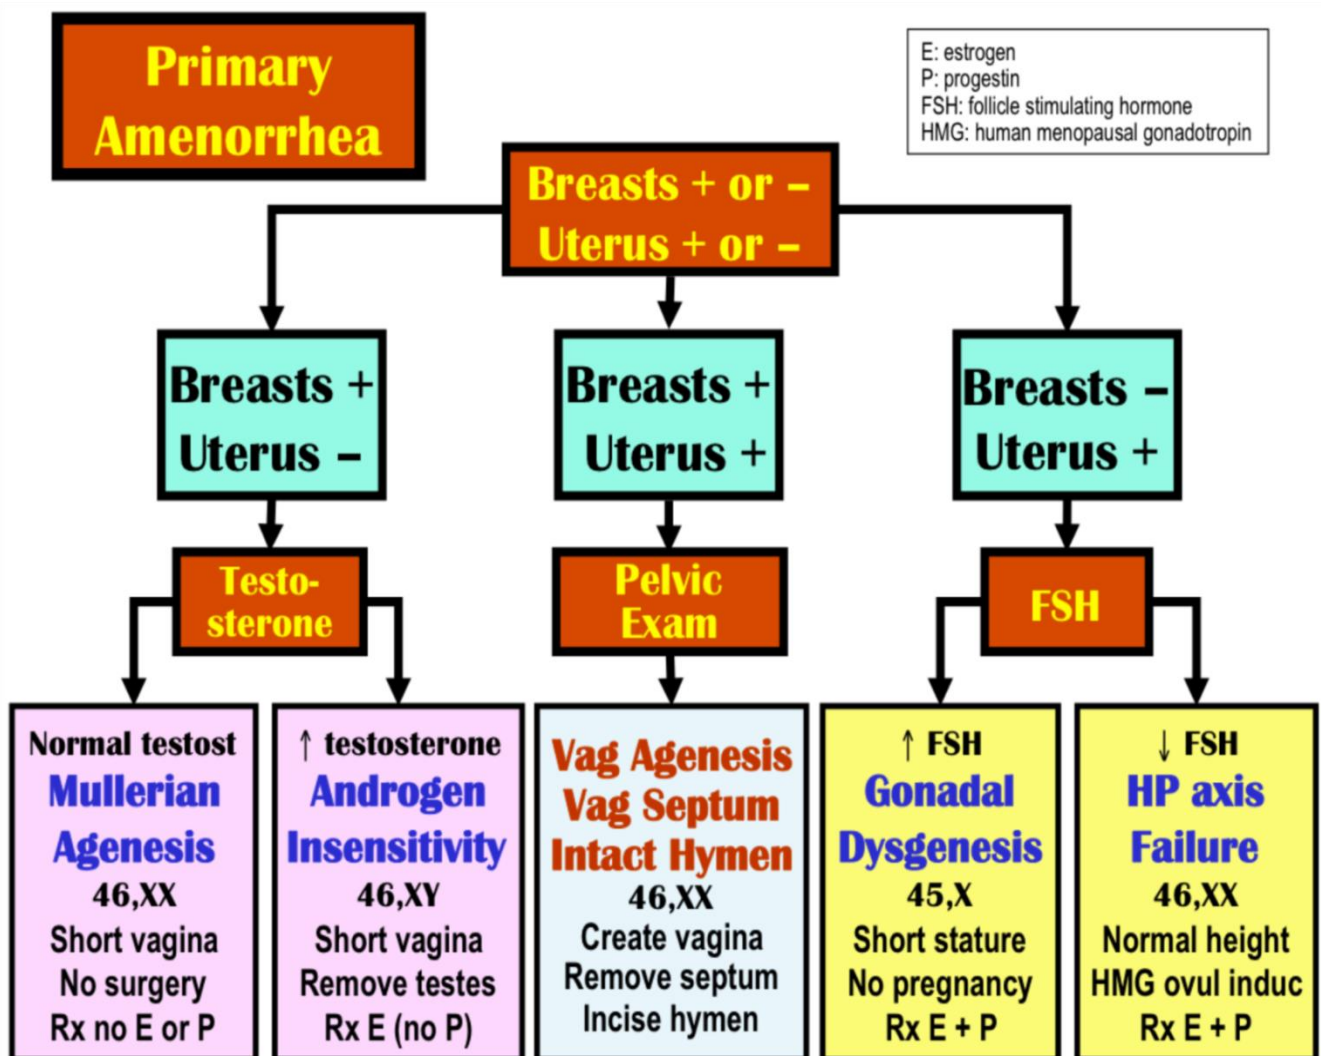 Primary
Amenorrhea
E: estrogen
P: progestin
FSH: follicle stimulating hormone
HMG: human menopausal gonadotropin
Breasts + or –
Uterus + or –
Breasts +
Uterus –
Breasts +
Uterus +
Breasts –
Uterus +
Testo-
sterone
Pelvic
Exam
FSH
Normal testost
Mullerian
Agenesis
46,XX
Short vagina
No surgery
Rx no E or P
↑ testosterone
Androgen
Insensitivity
46,XY
Short vagina
Remove testes
Rx E (no P)
Vag Agenesis
Vag Septum
Intact Hymen
46,XX
Create vagina
Remove septum
Incise hymen
↑ FSH
Gonadal
Dysgenesis
45,X
Short stature
No pregnancy
Rx E + P
↓ FSH
HP axis
Failure
46,XX
Normal height
HMG ovul induc
Rx E + P